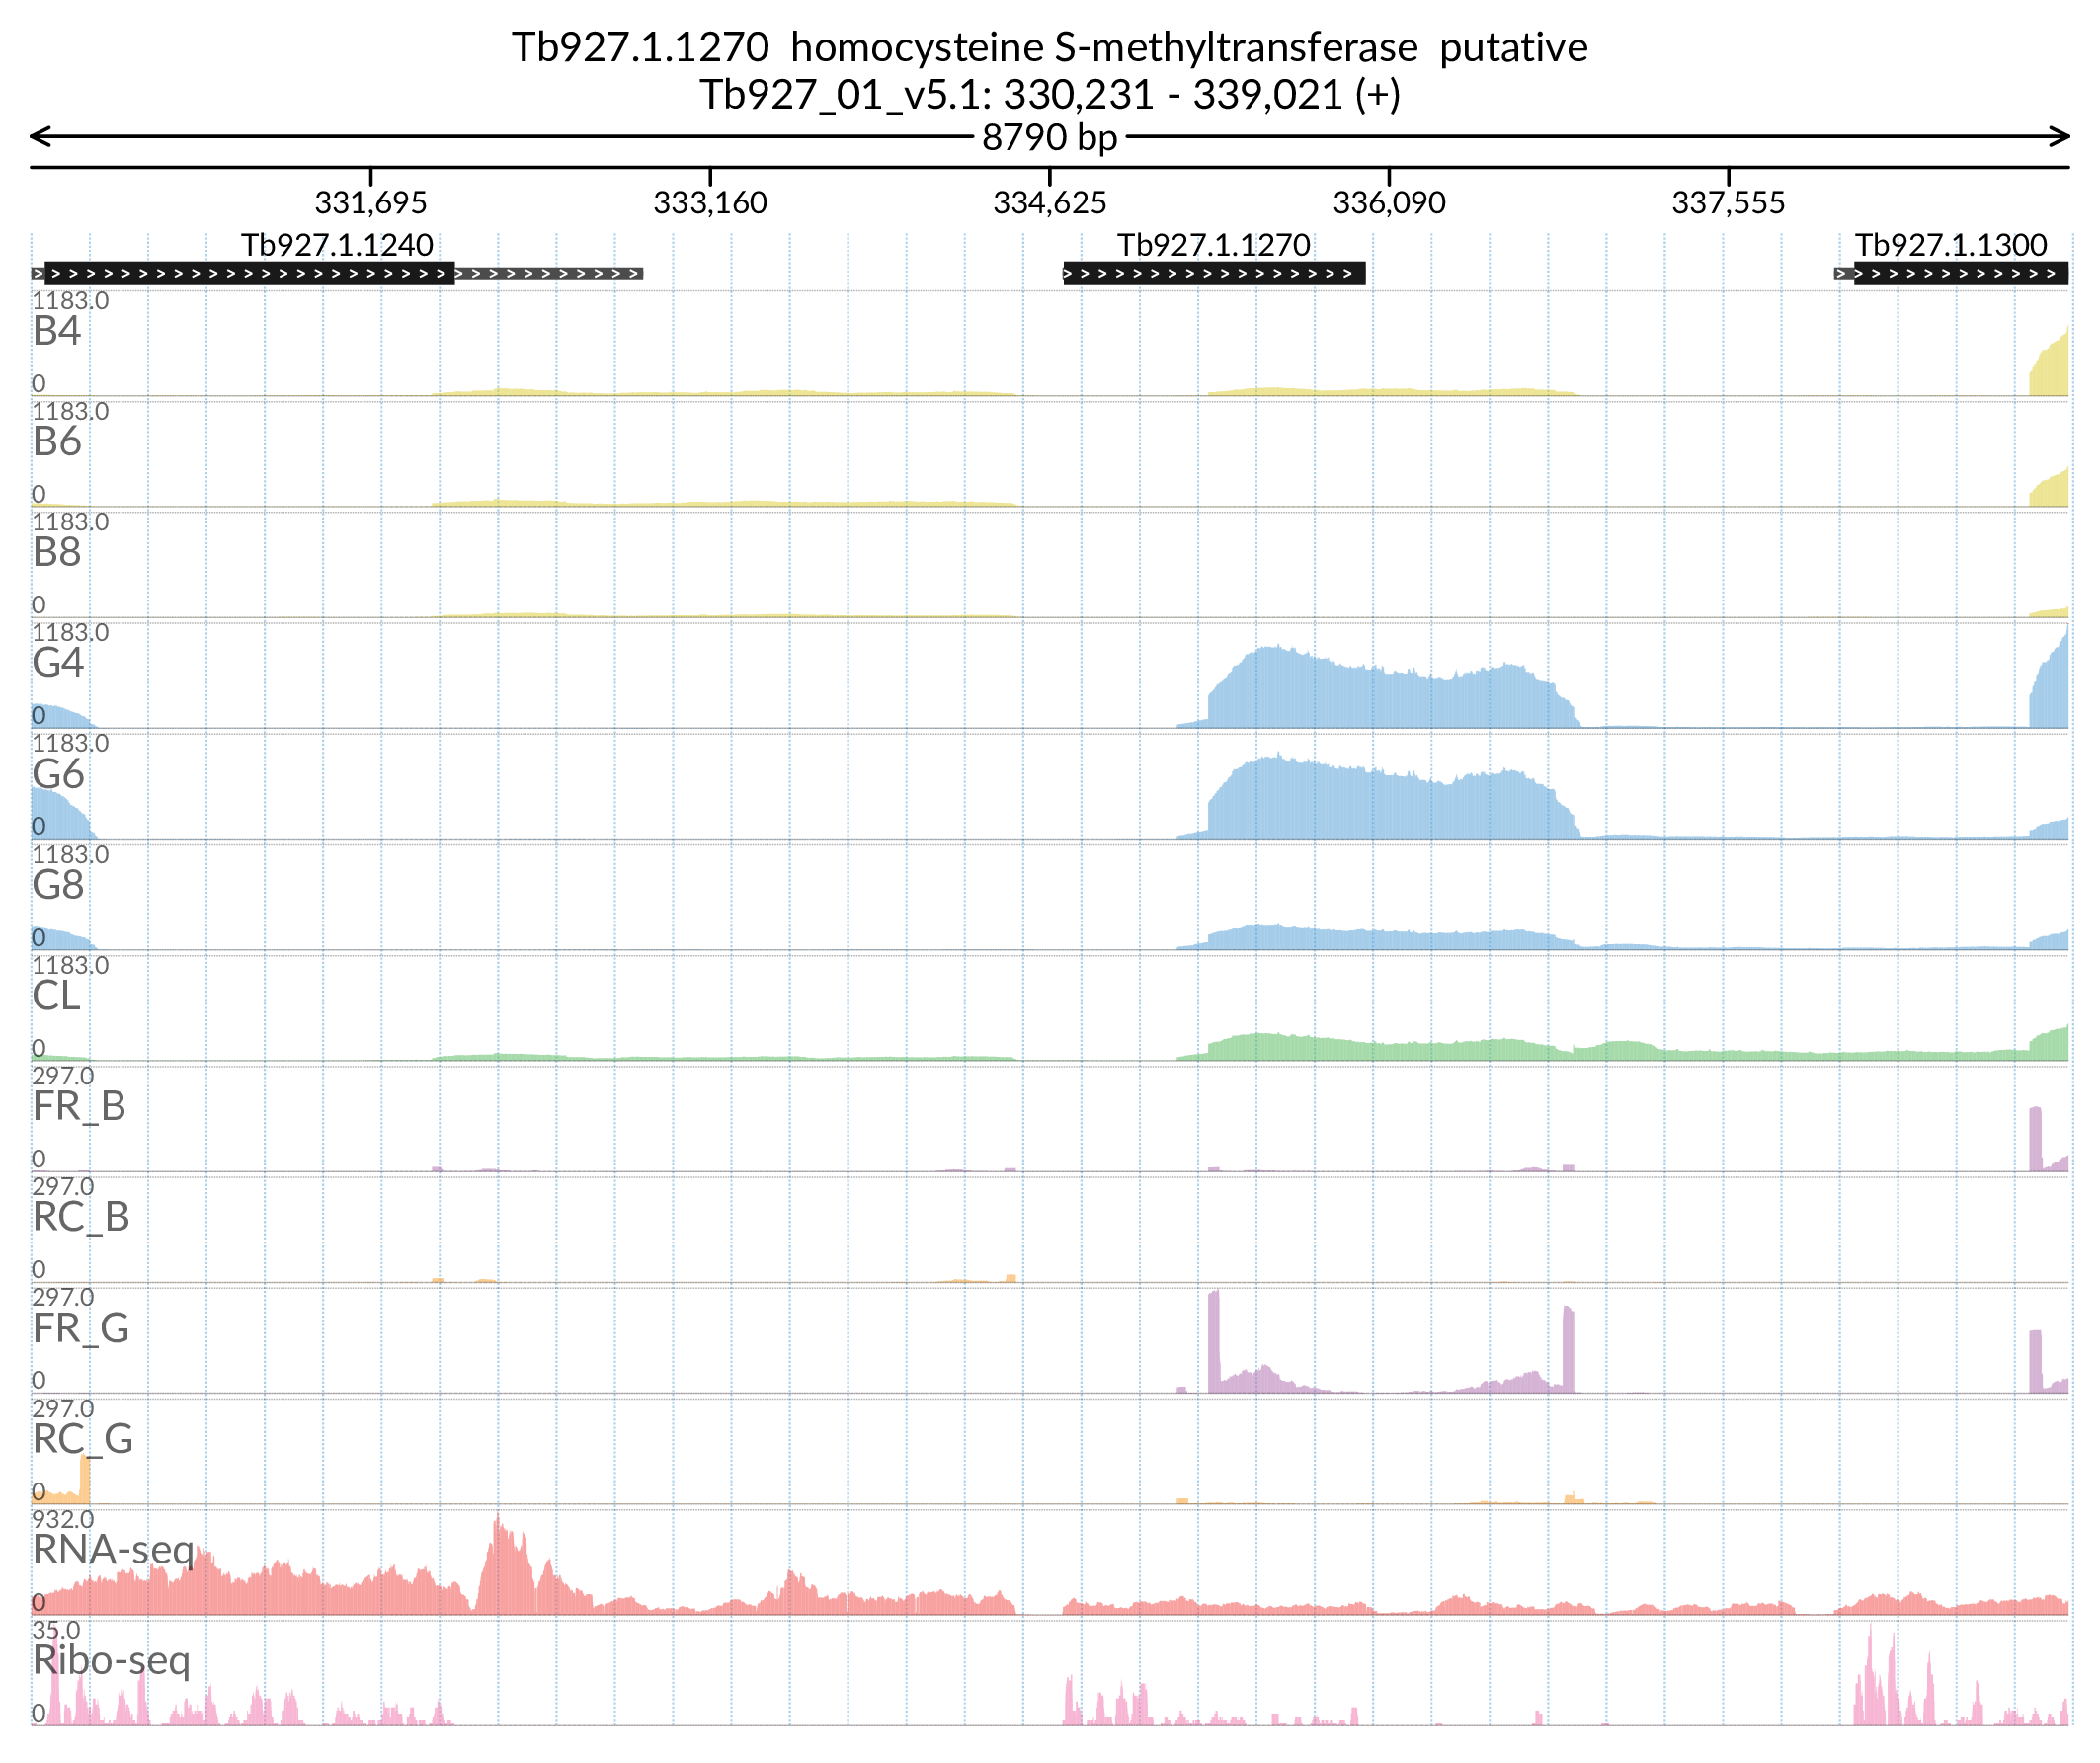 Tb927.1.1270 homocysteine S-methyltransferase putative
Tb927_01_v5.1: 330,231 - 339,021 (+)
8790 bp
331,695 333,160 334,625 336,090 337,555
Tb927.1.1240 Tb927.1.1270 Tb927.1.1300
1183.0
B4
0
1183.0
B6
0
1183.0
B8
0
1183.0
G4
0
1183.0
G6
0
1183.0
G8
0
1183.0
CL
0
297.0
FR_B
0
297.0
RC_B
0
297.0
FR_G
0
297.0
RC_G
0
932.0
RNA-seq
0
35.0
Ribo-seq
0